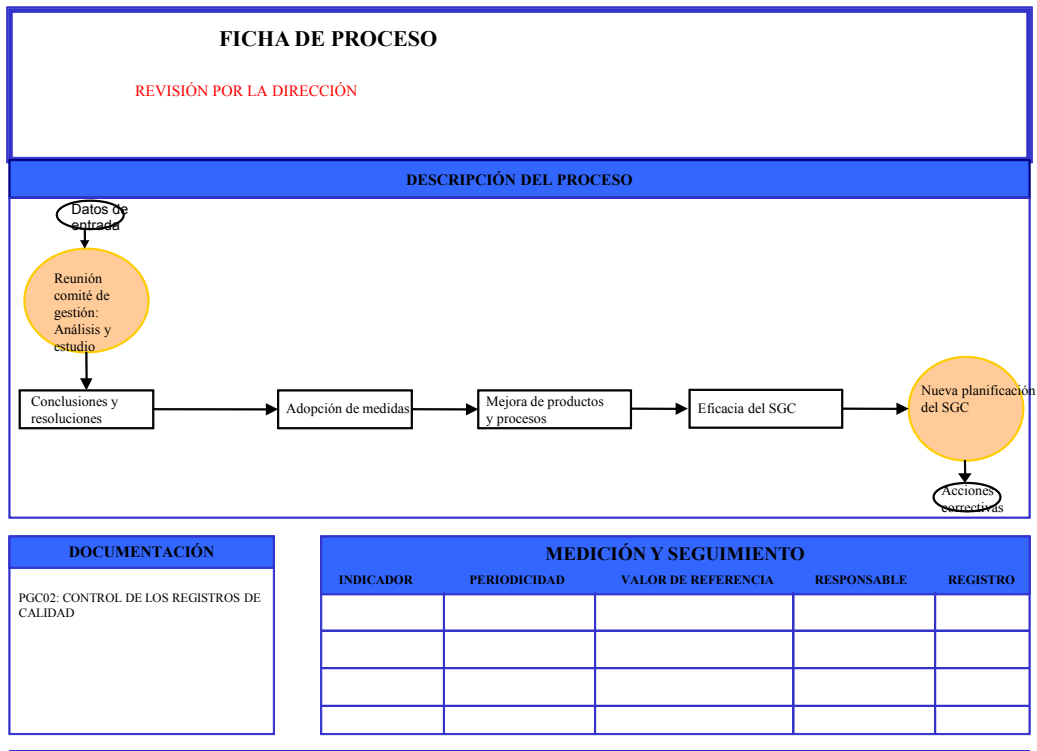 FICHA DE PROCESO
REVISIÓN POR LA DIRECCIÓN
DESCRIPCIÓN DEL PROCESO
Datos de
entrada
Reunión
comité de
gestión:
Análisis y
estudio
Conclusiones y
resoluciones
Adopción de medidas
Mejora de productos
y procesos
Eficacia del SGC
Nueva planificación
del SGC
Acciones
correctivas
DOCUMENTACIÓN
PGC02: CONTROL DE LOS REGISTROS DE
CALIDAD
MEDICIÓN Y SEGUIMIENTO
INDICADOR PERIODICIDAD VALOR DE REFERENCIA RESPONSABLE REGISTRO